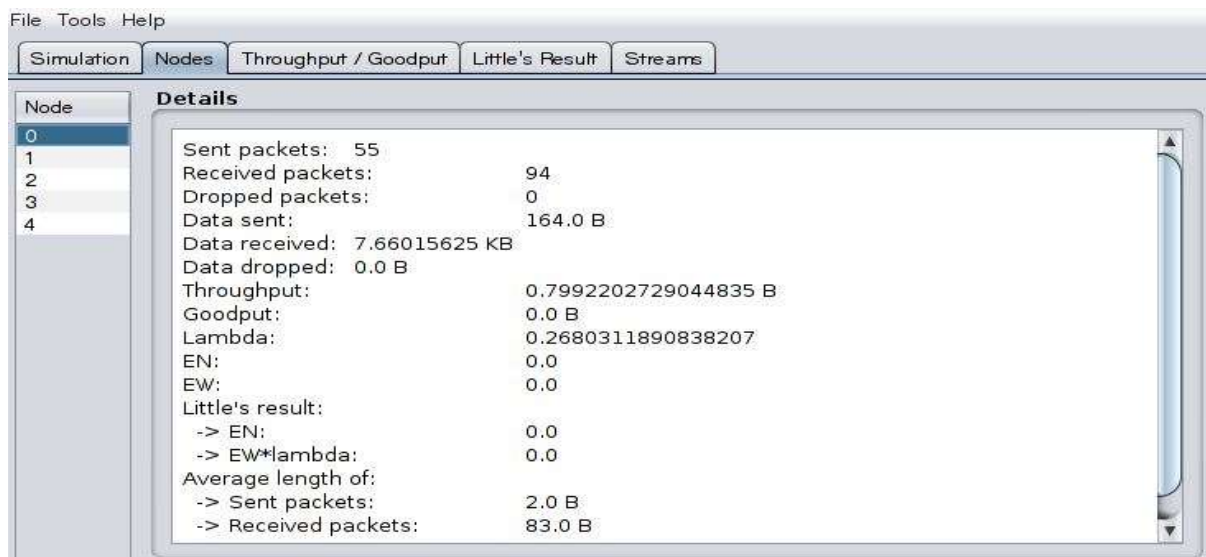 File Tools Help
Simulation Nodes Throughput / Goodput Little's Result Streams
Node
0
1
2
3
4
Details
Sent packets: 55
Received packets: 94
Dropped packets: 0
Data sent: 164.0 B
Data received: 7.66015625 KB
Data dropped: 0.0 B
Throughput: 0.7992202729044835 B
Goodput: 0.0 B
Lambda: 0.2680311890838207
EN: 0.0
EW: 0.0
Little's result:
-> EN: 0.0
-> EW*lambda: 0.0
Average length of:
-> Sent packets: 2.0 B
-> Received packets: 83.0 B